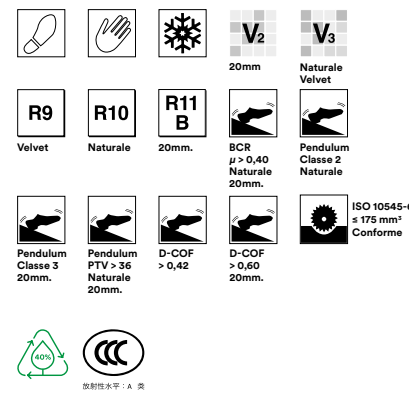 V2
V3
20mm
Naturale
Velvet
R9
R10
R11
B
Velvet
Naturale
20mm.
BCR
µ > 0,40
Naturale
20mm.
Pendulum
Classe 2
Naturale
ISO 10545-6
≤ 175 mm³
Conforme
Pendulum
Classe 3
20mm.
Pendulum
PTV > 36
Naturale
20mm.
D-COF
> 0,42
D-COF
> 0,60
20mm.
40%
CCC
放射性水平：A 类